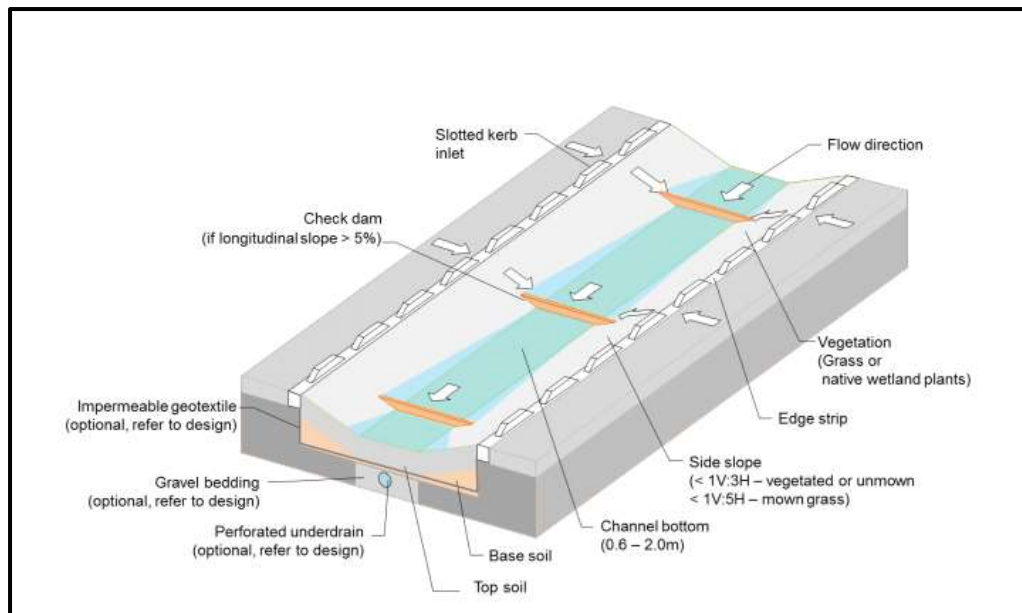 Slotted kerb
inlet
Flow direction
Check dam
(if longitudinal slope > 5%)
Vegetation
(Grass or
native wetland plants)
Edge strip
Impermeable geotextile
(optional, refer to design)
Side slope
(< 1V:3H – vegetated or unmown
< 1V:5H – mown grass)
Gravel bedding
(optional, refer to design)
Channel bottom
(0.6 – 2.0m)
Perforated underdrain
(optional, refer to design)
Base soil
Top soil